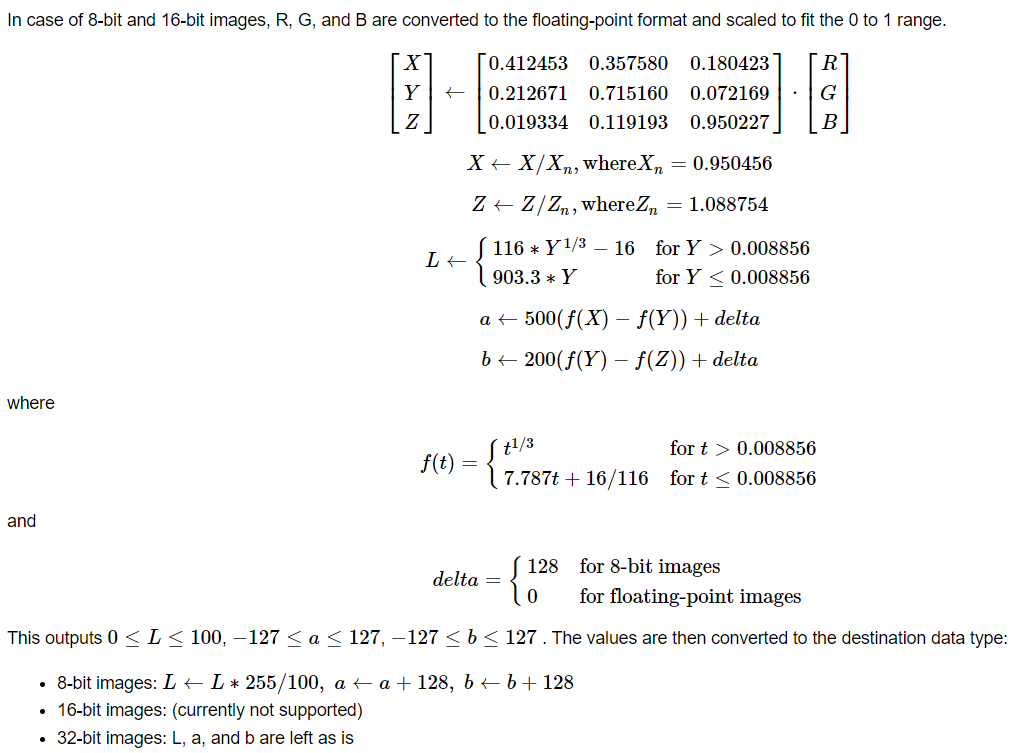 In case of 8-bit and 16-bit images, R, G, and B are converted to the floating-point format and scaled to fit the 0 to 1 range.
[X Y Z] ← [0.412453 0.357580 0.180423; 0.212671 0.715160 0.072169; 0.019334 0.119193 0.950227] · [R G B]
X ← X/Xₙ, whereXₙ = 0.950456
Z ← Z/Zₙ, whereZₙ = 1.088754
L ← { 116 * Y^1/3 − 16 for Y > 0.008856
903.3 * Y for Y ≤ 0.008856
a ← 500(f(X) − f(Y)) + delta
b ← 200(f(Y) − f(Z)) + delta
where
f(t) = { t^1/3 for t > 0.008856
7.787t + 16/116 for t ≤ 0.008856
and
delta = { 128 for 8-bit images
0 for floating-point images
This outputs 0 ≤ L ≤ 100, −127 ≤ a ≤ 127, −127 ≤ b ≤ 127 . The values are then converted to the destination data type:
• 8-bit images: L ← L * 255/100, a ← a + 128, b ← b + 128
• 16-bit images: (currently not supported)
• 32-bit images: L, a, and b are left as is